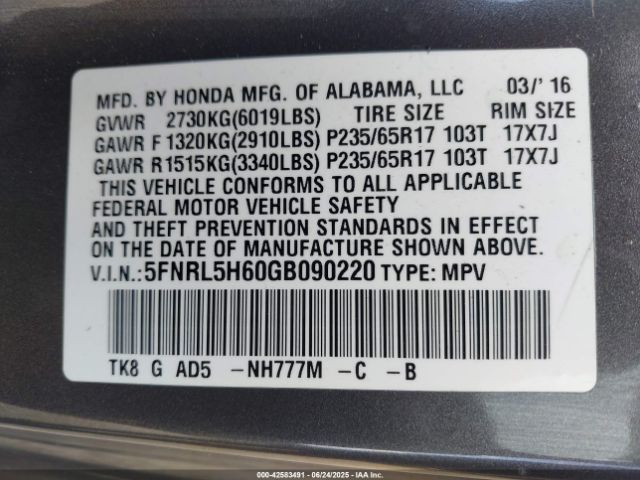 MFD. BY HONDA MFG. OF ALABAMA, LLC 03/' 16
GVWR 2730KG(6019LBS) TIRE SIZE RIM SIZE
GAWR F 1320KG(2910LBS) P235/65R17 103T 17X7J
GAWR R1515KG(3340LBS) P235/65R17 103T 17X7J
THIS VEHICLE CONFORMS TO ALL APPLICABLE
FEDERAL MOTOR VEHICLE SAFETY
AND THEFT PREVENTION STANDARDS IN EFFECT
ON THE DATE OF MANUFACTURE SHOWN ABOVE.
V.I.N.:5FNRL5H60GB090220 TYPE: MPV
TK8 G AD5 -NH777M -C -B
000-42583491 - 06/24/2025 - IAA Inc.